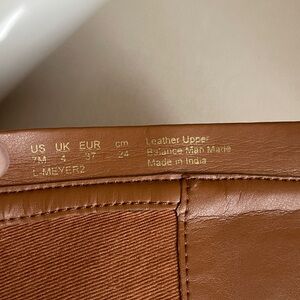 US UK EUR cm
7M 4 37 24
L-MEYER2
Leather Upper
Balance Man Made
Made in India